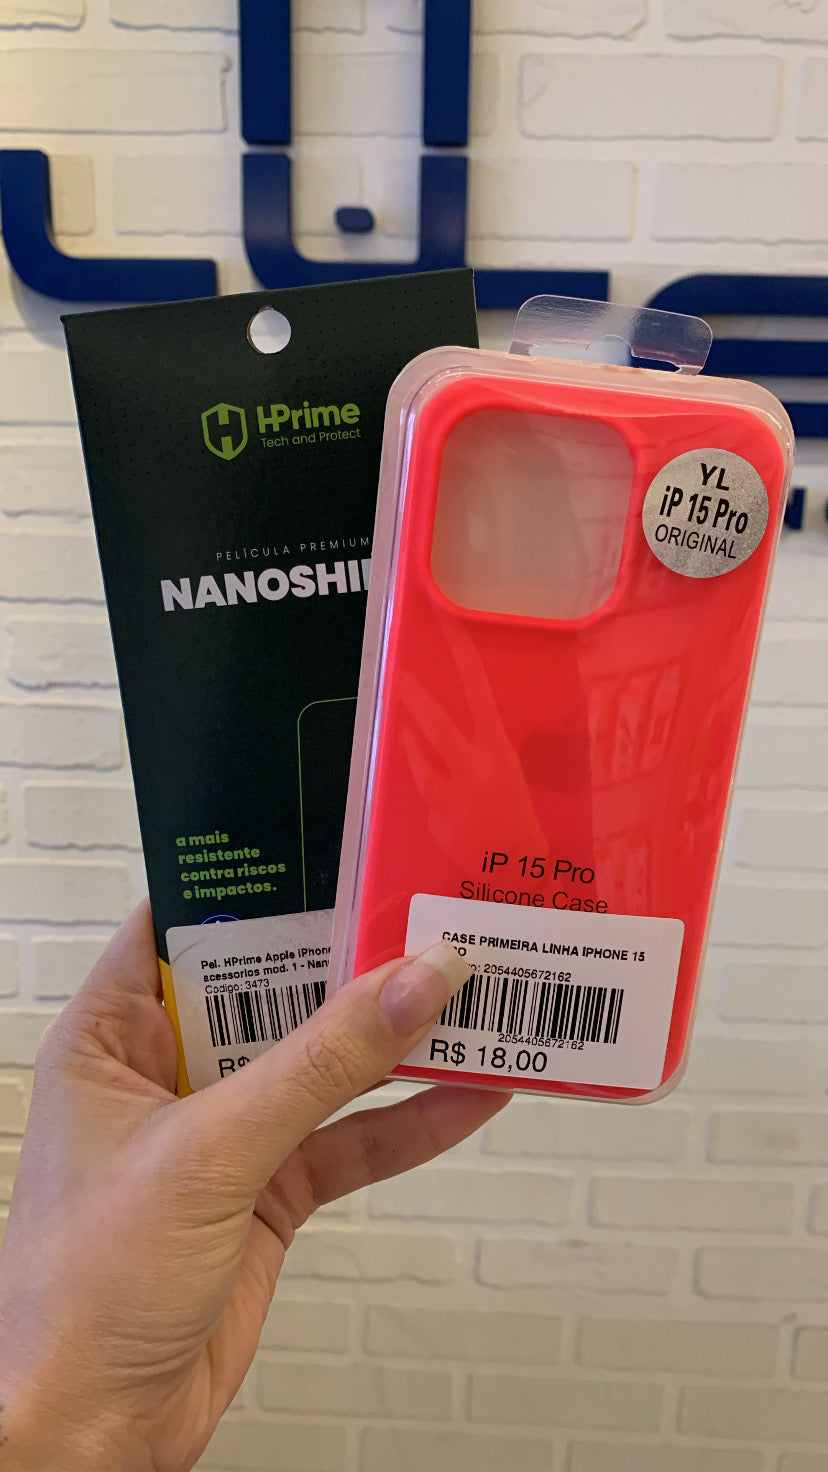 HPrime
Tech and Protect
PELÍCULA PREMIUM
a mais
resistente
contra riscos
e impactos.
Pel. HPrime Apple iPhone
acessorios mod. 1 -
Codigo: 3473
R$
YL
iP 15 Pro
ORIGINAL
iP 15 Pro
Silicone Case
CASE PRIMEIRA LINHA IPHONE 15
2054405672162
2054405672162
R$ 18,00